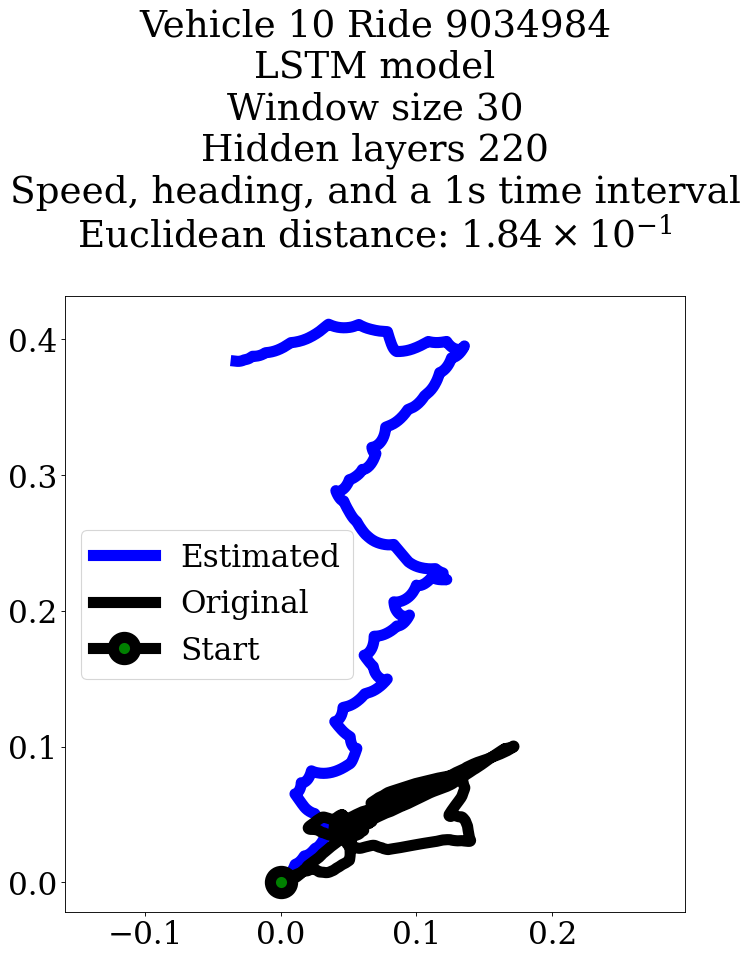 Vehicle 10 Ride 9034984
LSTM model
Window size 30
Hidden layers 220
Speed, heading, and a 1s time interval
Euclidean distance: 1.84 × 10⁻¹
0.4
0.3
0.2
0.1
0.0
Estimated
Original
Start
−0.1 0.0 0.1 0.2